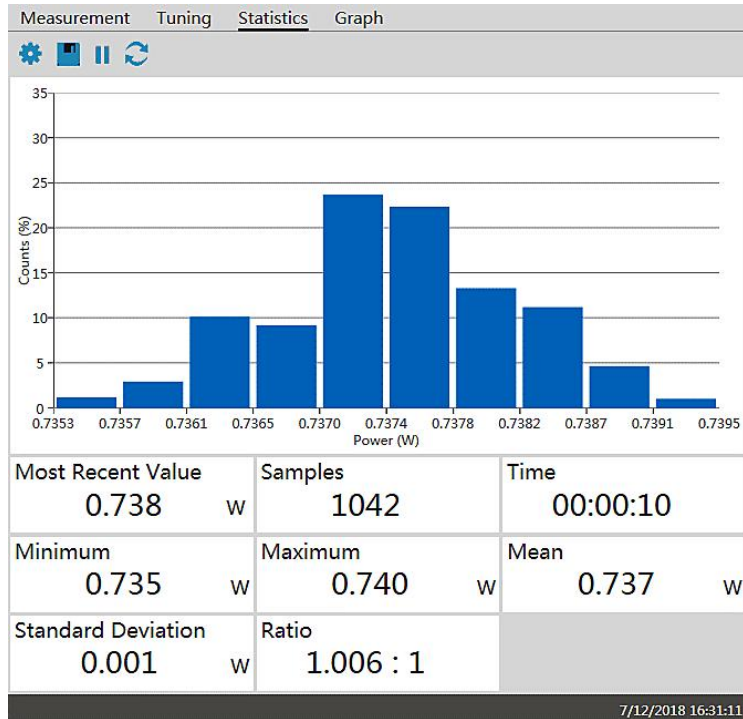 Measurement Tuning Statistics Graph
35
30
25
20
15
10
5
0
Counts (%)
0.7353 0.7357 0.7361 0.7365 0.7370 0.7374 0.7378 0.7382 0.7387 0.7391 0.7395
Power (W)
Most Recent Value Samples Time
0.738 W 1042 00:00:10
Minimum Maximum Mean
0.735 W 0.740 W 0.737 W
Standard Deviation Ratio
0.001 W 1.006 : 1
7/12/2018 16:31:11